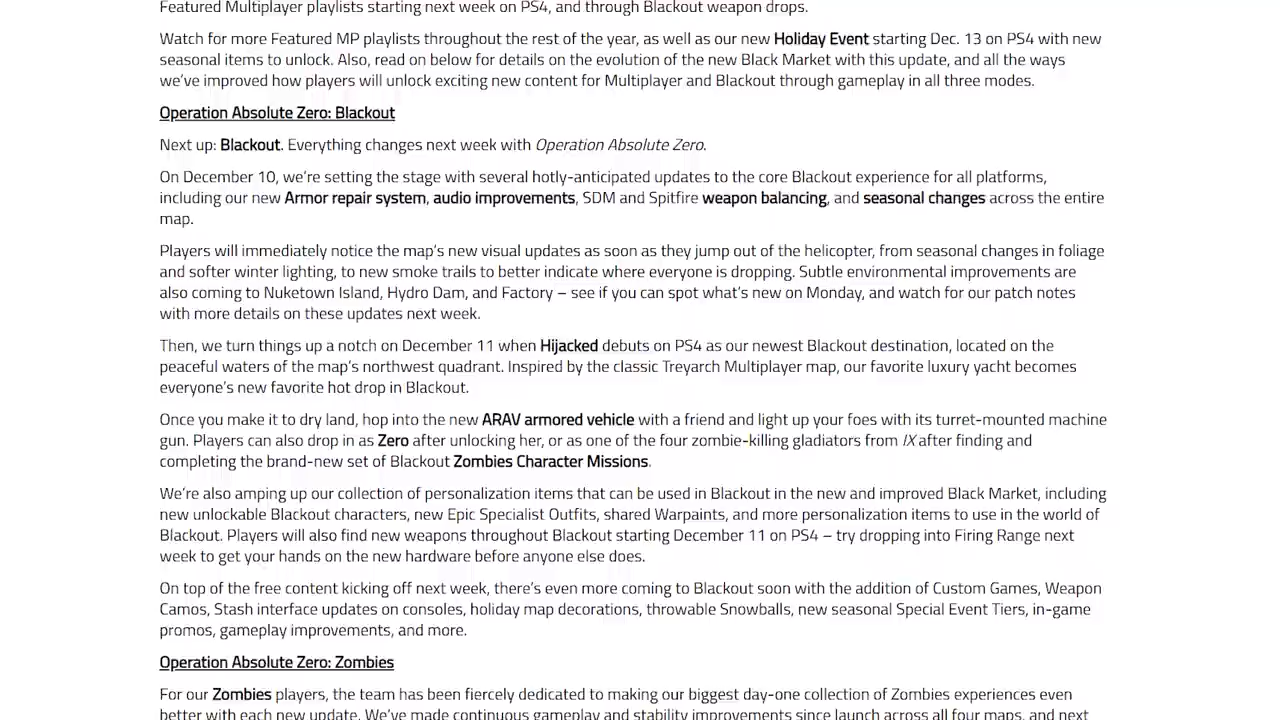 Featured Multiplayer playlists starting next week on PS4, and through Blackout weapon drops.
Watch for more Featured MP playlists throughout the rest of the year, as well as our new Holiday Event starting Dec. 13 on PS4 with new
seasonal items to unlock. Also, read on below for details on the evolution of the new Black Market with this update, and all the ways
we've improved how players will unlock exciting new content for Multiplayer and Blackout through gameplay in all three modes.
Operation Absolute Zero: Blackout
Next up: Blackout. Everything changes next week with Operation Absolute Zero.
On December 10, we're setting the stage with several hotly-anticipated updates to the core Blackout experience for all platforms,
including our new Armor repair system, audio improvements, SDM and Spitfire weapon balancing, and seasonal changes across the entire
map.
Players will immediately notice the map's new visual updates as soon as they jump out of the helicopter, from seasonal changes in foliage
and softer winter lighting, to new smoke trails to better indicate where everyone is dropping. Subtle environmental improvements are
also coming to Nuketown Island, Hydro Dam, and Factory – see if you can spot what's new on Monday, and watch for our patch notes
with more details on these updates next week.
Then, we turn things up a notch on December 11 when Hijacked debuts on PS4 as our newest Blackout destination, located on the
peaceful waters of the map's northwest quadrant. Inspired by the classic Treyarch Multiplayer map, our favorite luxury yacht becomes
everyone's new favorite hot drop in Blackout.
Once you make it to dry land, hop into the new ARAV armored vehicle with a friend and light up your foes with its turret-mounted machine
gun. Players can also drop in as Zero after unlocking her, or as one of the four zombie-killing gladiators from IX after finding and
completing the brand-new set of Blackout Zombies Character Missions.
We're also amping up our collection of personalization items that can be used in Blackout in the new and improved Black Market, including
new unlockable Blackout characters, new Epic Specialist Outfits, shared Warpaints, and more personalization items to use in the world of
Blackout. Players will also find new weapons throughout Blackout starting December 11 on PS4 – try dropping into Firing Range next
week to get your hands on the new hardware before anyone else does.
On top of the free content kicking off next week, there's even more coming to Blackout soon with the addition of Custom Games, Weapon
Camos, Stash interface updates on consoles, holiday map decorations, throwable Snowballs, new seasonal Special Event Tiers, in-game
promos, gameplay improvements, and more.
Operation Absolute Zero: Zombies
For our Zombies players, the team has been fiercely dedicated to making our biggest day-one collection of Zombies experiences even
better with each new update. We've made continuous gameplay and stability improvements since launch across all four maps, and next